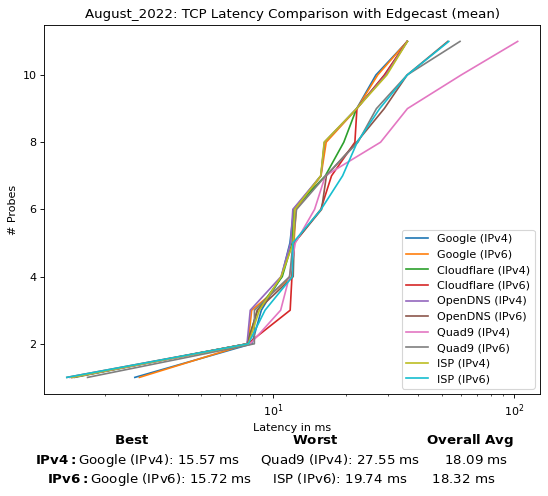 August_2022: TCP Latency Comparison with Edgecast (mean)
# Probes
10
8
6
4
2
Google (IPv4)
Google (IPv6)
Cloudflare (IPv4)
Cloudflare (IPv6)
OpenDNS (IPv4)
OpenDNS (IPv6)
Quad9 (IPv4)
Quad9 (IPv6)
ISP (IPv4)
ISP (IPv6)
10¹ 10²
Latency in ms
Best Worst Overall Avg
IPv4: Google (IPv4): 15.57 ms Quad9 (IPv4): 27.55 ms 18.09 ms
IPv6: Google (IPv6): 15.72 ms ISP (IPv6): 19.74 ms 18.32 ms